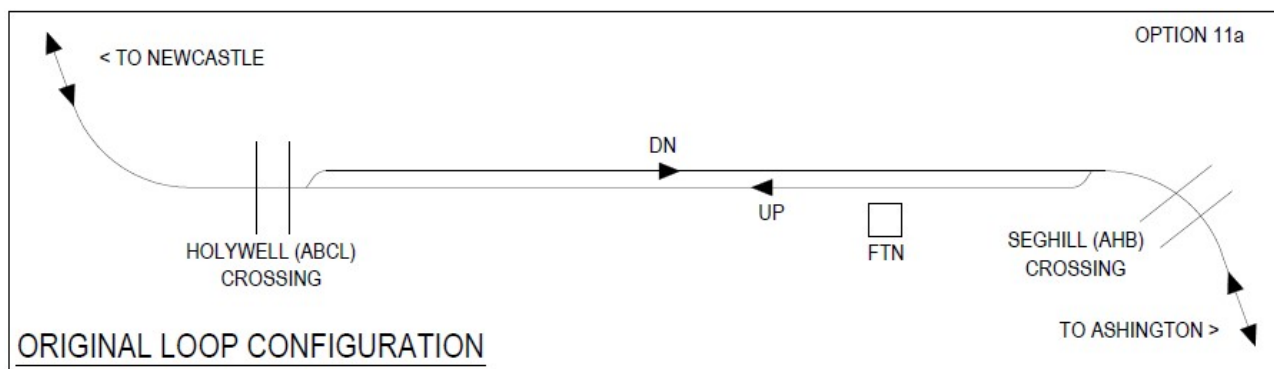 OPTION 11a
< TO NEWCASTLE
DN
UP
HOLYWELL (ABCL)
CROSSING
FTN
SEGHILL (AHB)
CROSSING
TO ASHINGTON >
ORIGINAL LOOP CONFIGURATION